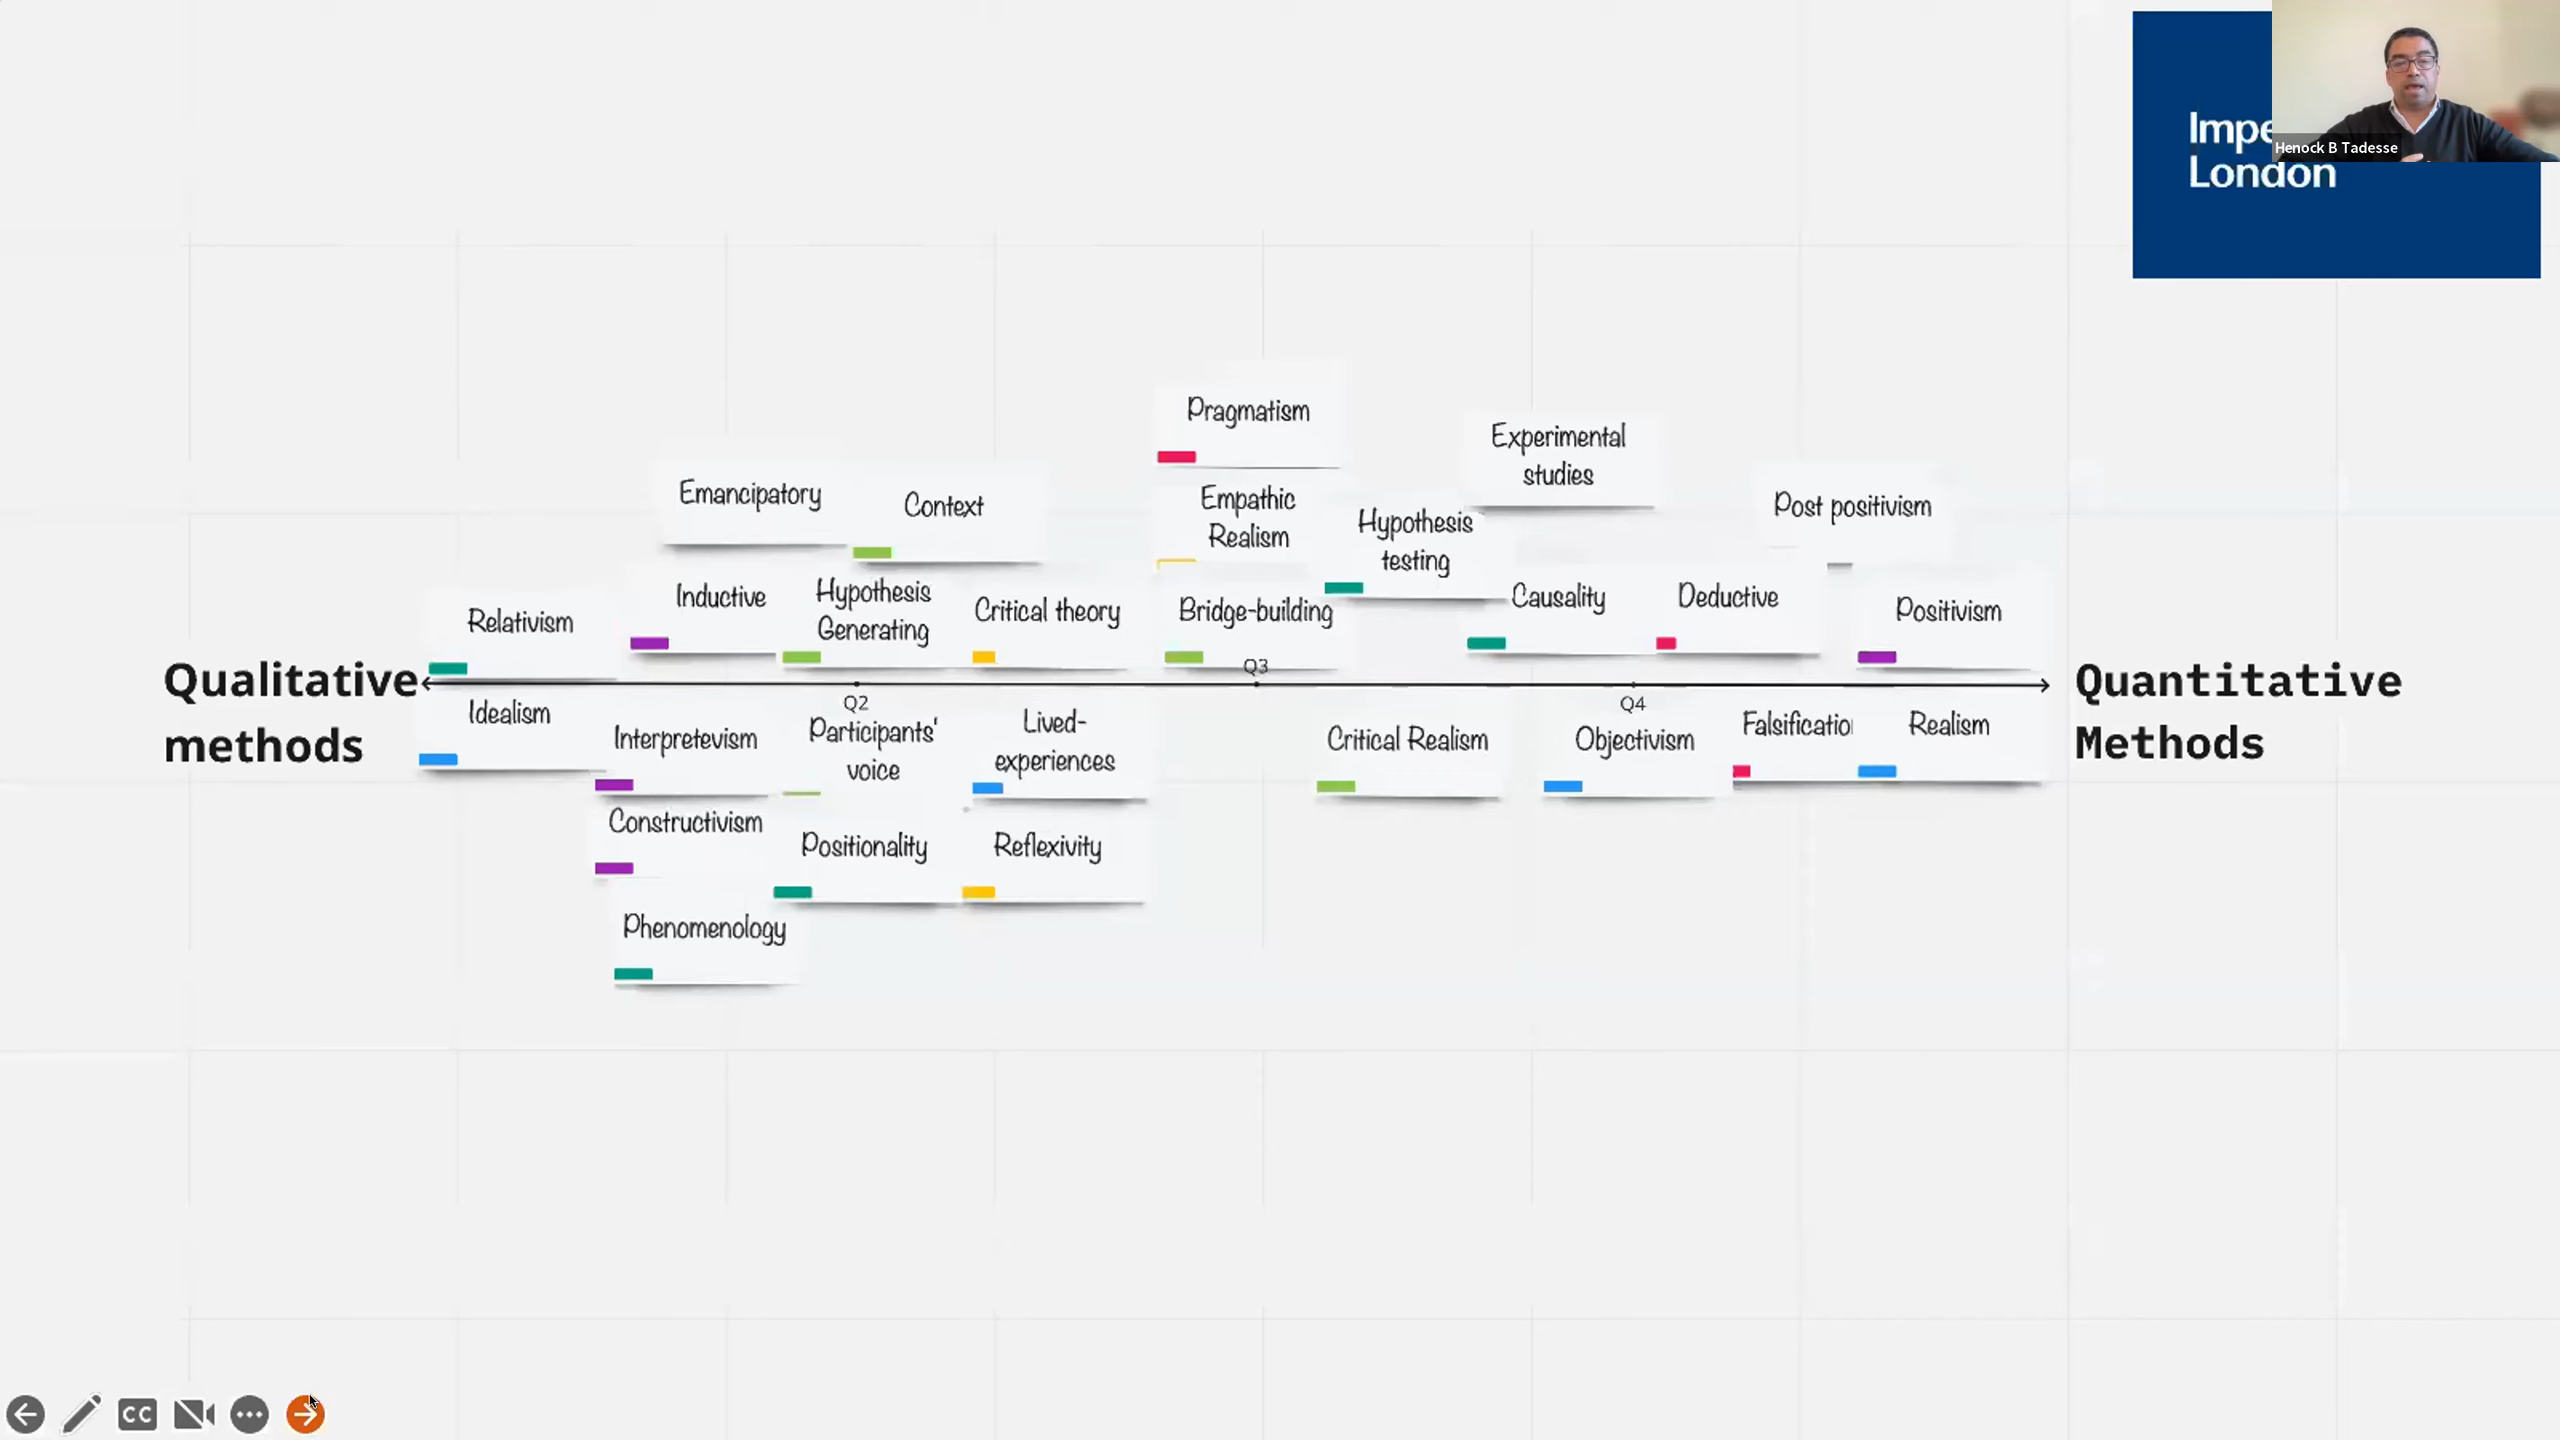 Impe
London
Henock B Tadesse
Pragmatism
Experimental
studies
Emancipatory
Context
Empathic
Realism
Hypothesis
testing
Post positivism
Relativism
Inductive
Hypothesis
Generating
Critical theory
Bridge-building
Causality
Deductive
Positivism
Qualitative
methods
Q2
Q3
Q4
Quantitative
Methods
Idealism
Interpretevism
Participants'
voice
Lived-
experiences
Critical Realism
Objectivism
Falsificatio
Realism
Constructivism
Positionality
Reflexivity
Phenomenology
CC